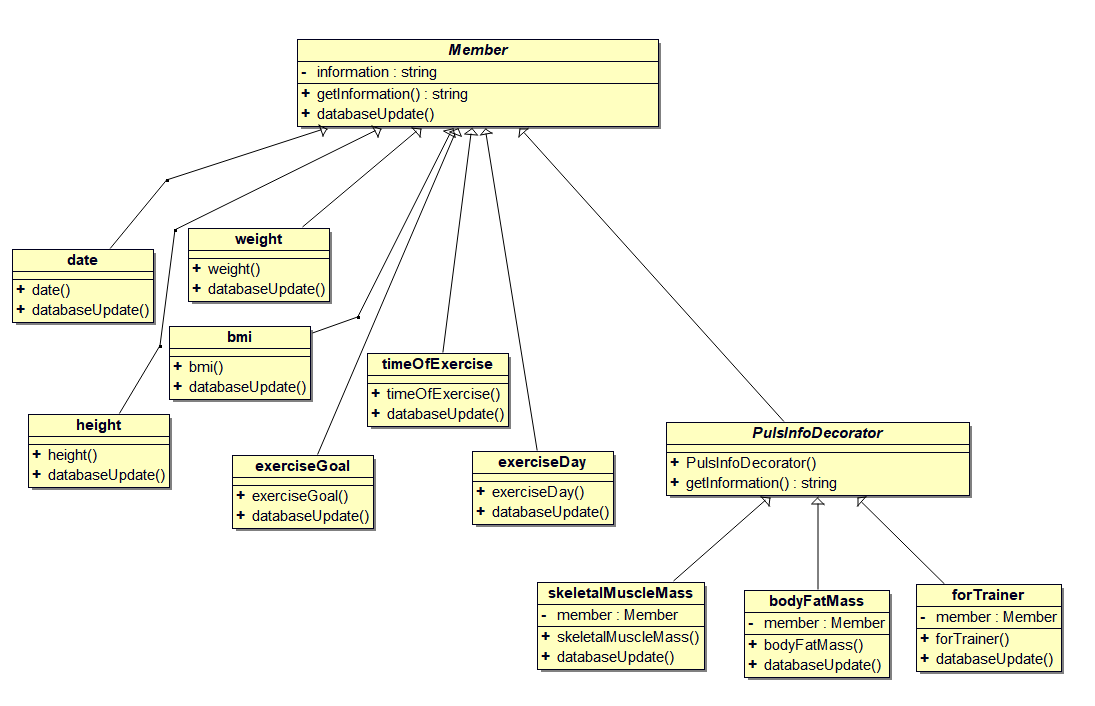 Member
- information : string
+ getInformation() : string
+ databaseUpdate()
date
+ date()
+ databaseUpdate()
weight
+ weight()
+ databaseUpdate()
bmi
+ bmi()
+ databaseUpdate()
height
+ height()
+ databaseUpdate()
exerciseGoal
+ exerciseGoal()
+ databaseUpdate()
timeOfExercise
+ timeOfExercise()
+ databaseUpdate()
exerciseDay
+ exerciseDay()
+ databaseUpdate()
PulsInfoDecorator
+ PulsInfoDecorator()
+ getInformation() : string
skeletalMuscleMass
- member : Member
+ skeletalMuscleMass()
+ databaseUpdate()
bodyFatMass
- member : Member
+ bodyFatMass()
+ databaseUpdate()
forTrainer
- member : Member
+ forTrainer()
+ databaseUpdate()